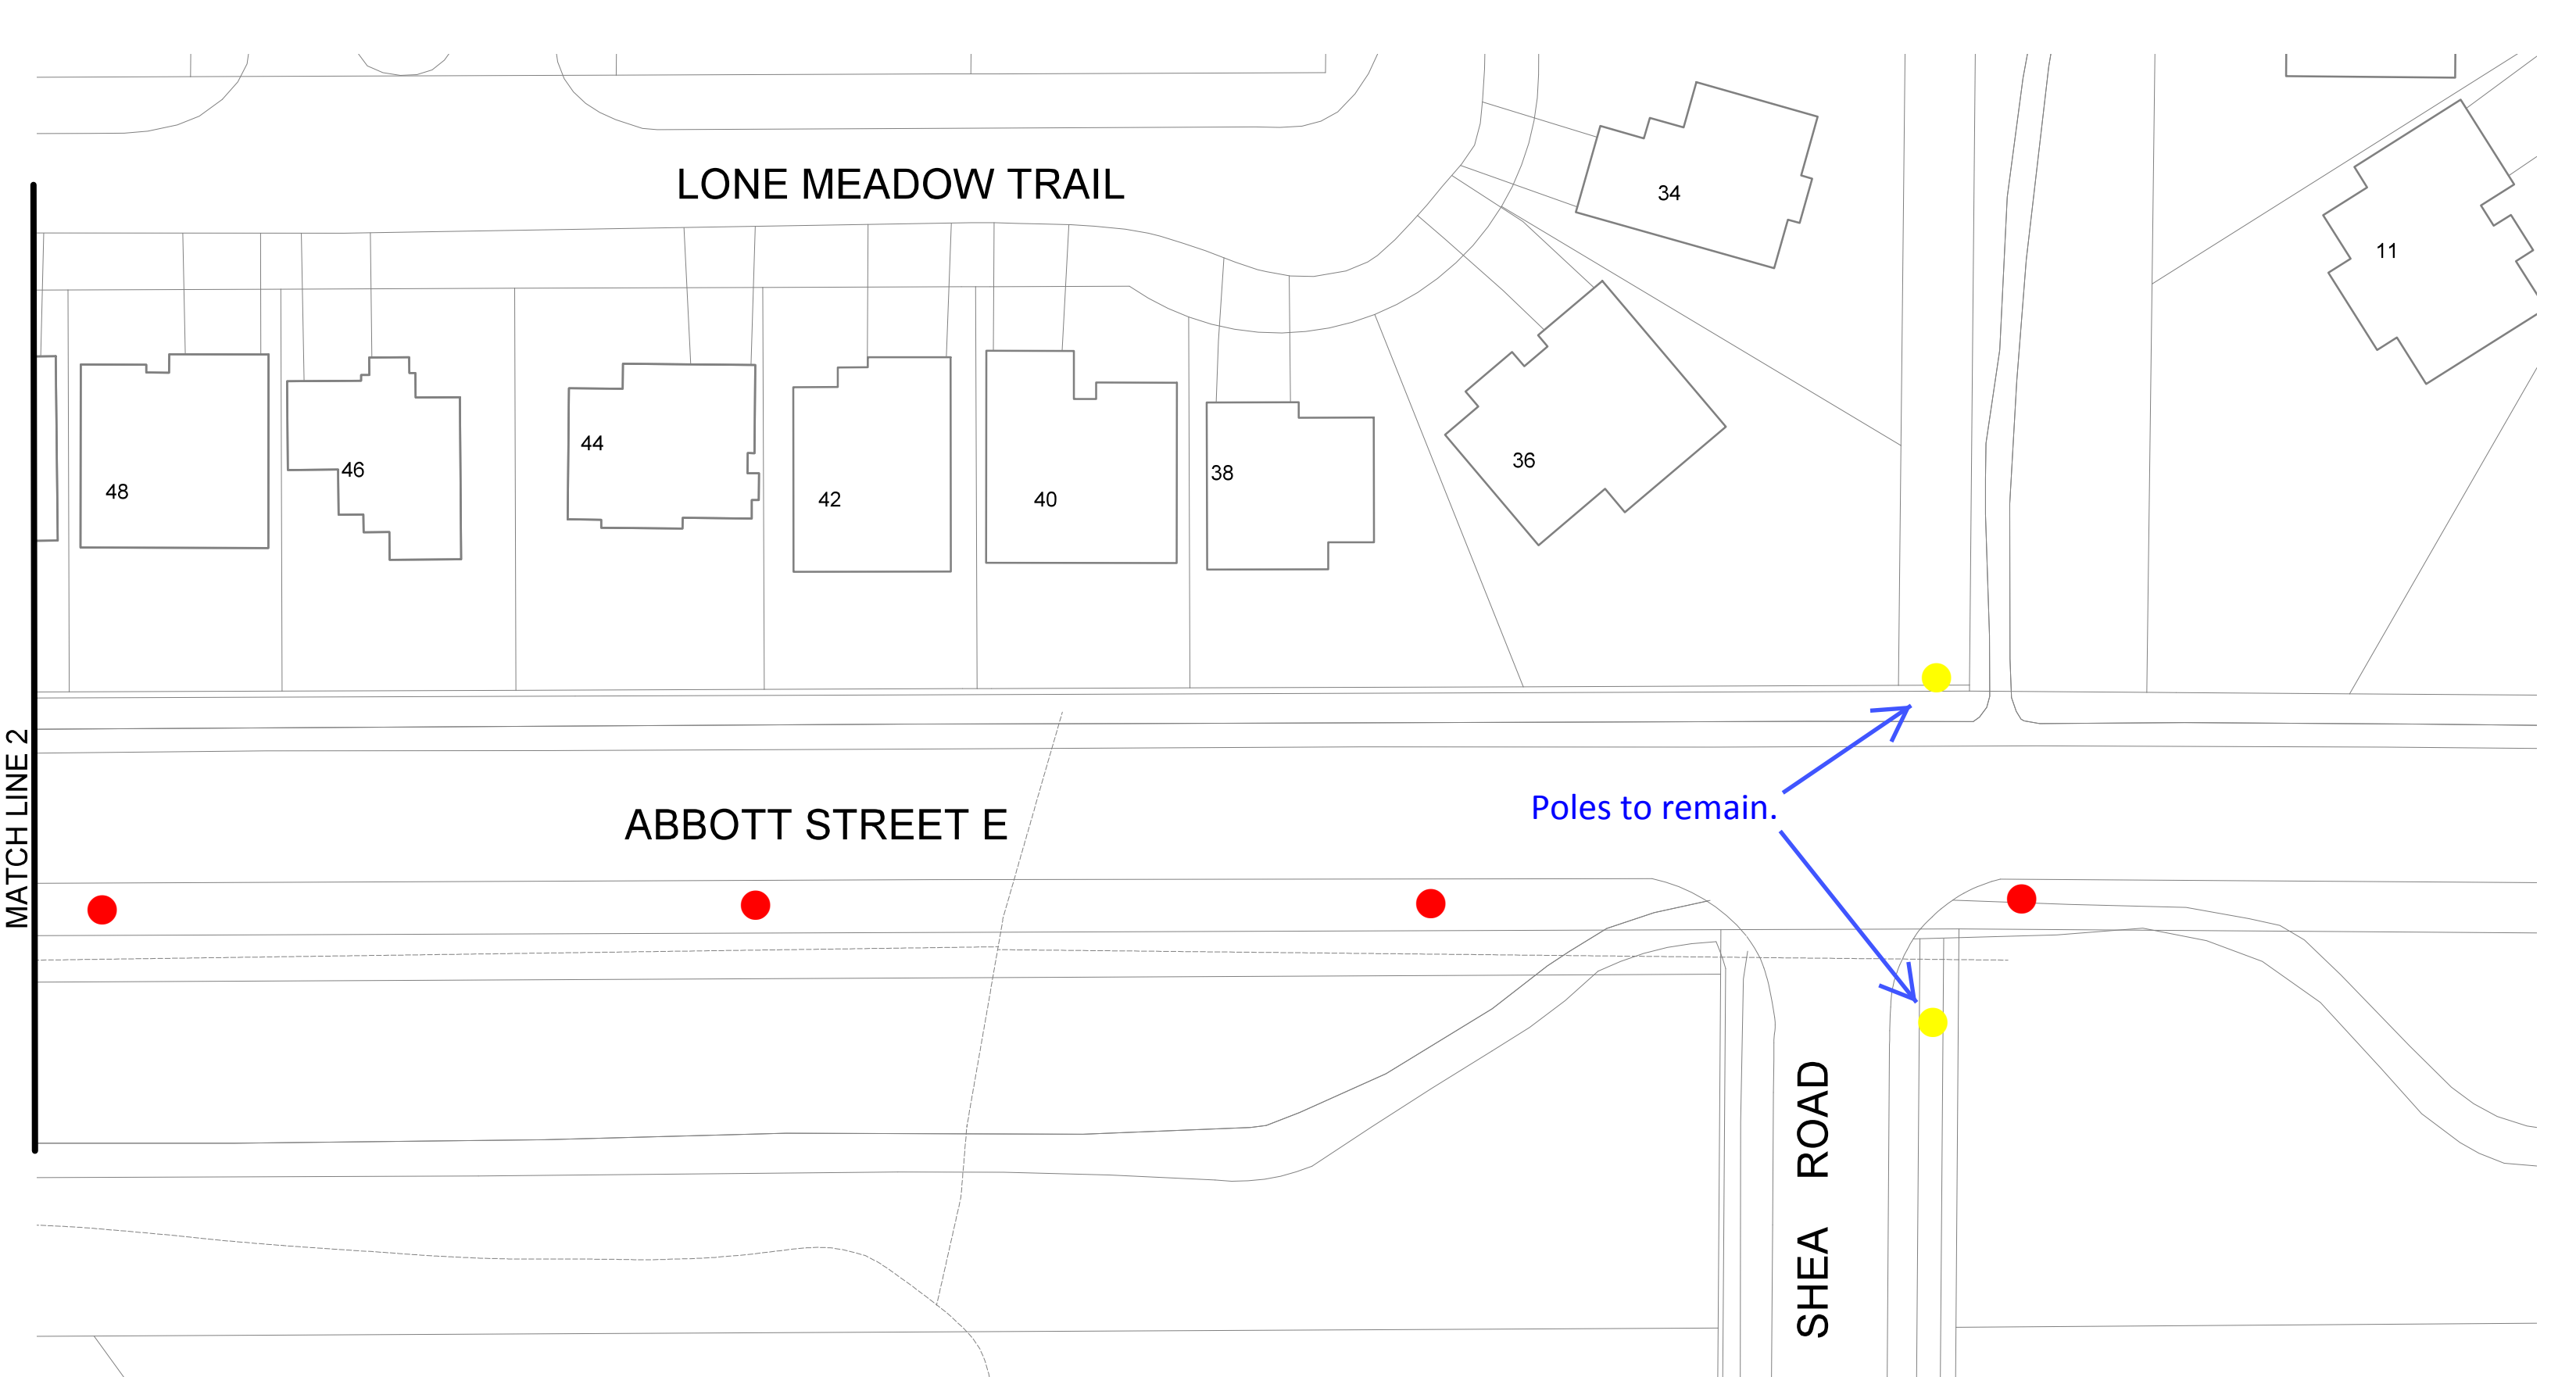 LONE MEADOW TRAIL
34
11
48
46
44
42
40
38
36
MATCH LINE 2
ABBOTT STREET E
Poles to remain.
SHEA ROAD